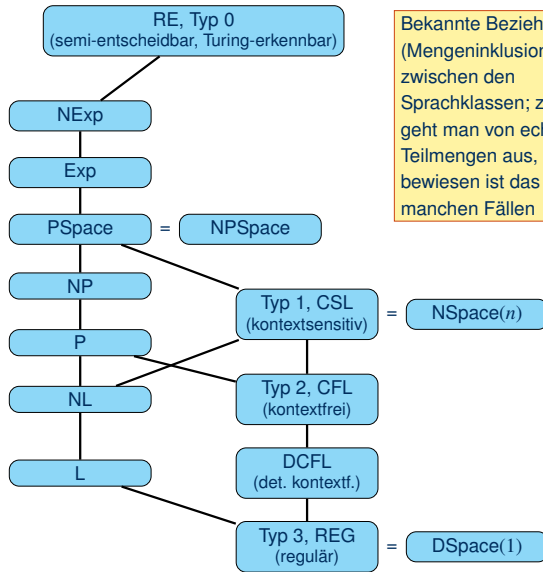 RE, Typ 0
(semi-entscheidbar, Turing-erkennbar)
Bekannte
(Mengeninklusion
zwischen den
Sprachklassen;
geht man von
Teilmengen aus,
bewiesen ist das
manchen Fällen
NExp
Exp
PSpace = NPSpace
NP
Typ 1, CSL
(kontextsensitiv)
= NSpace(n)
P
NL
Typ 2, CFL
(kontextfrei)
L
DCFL
(det. kontextf.)
Typ 3, REG
(regulär)
= DSpace(1)